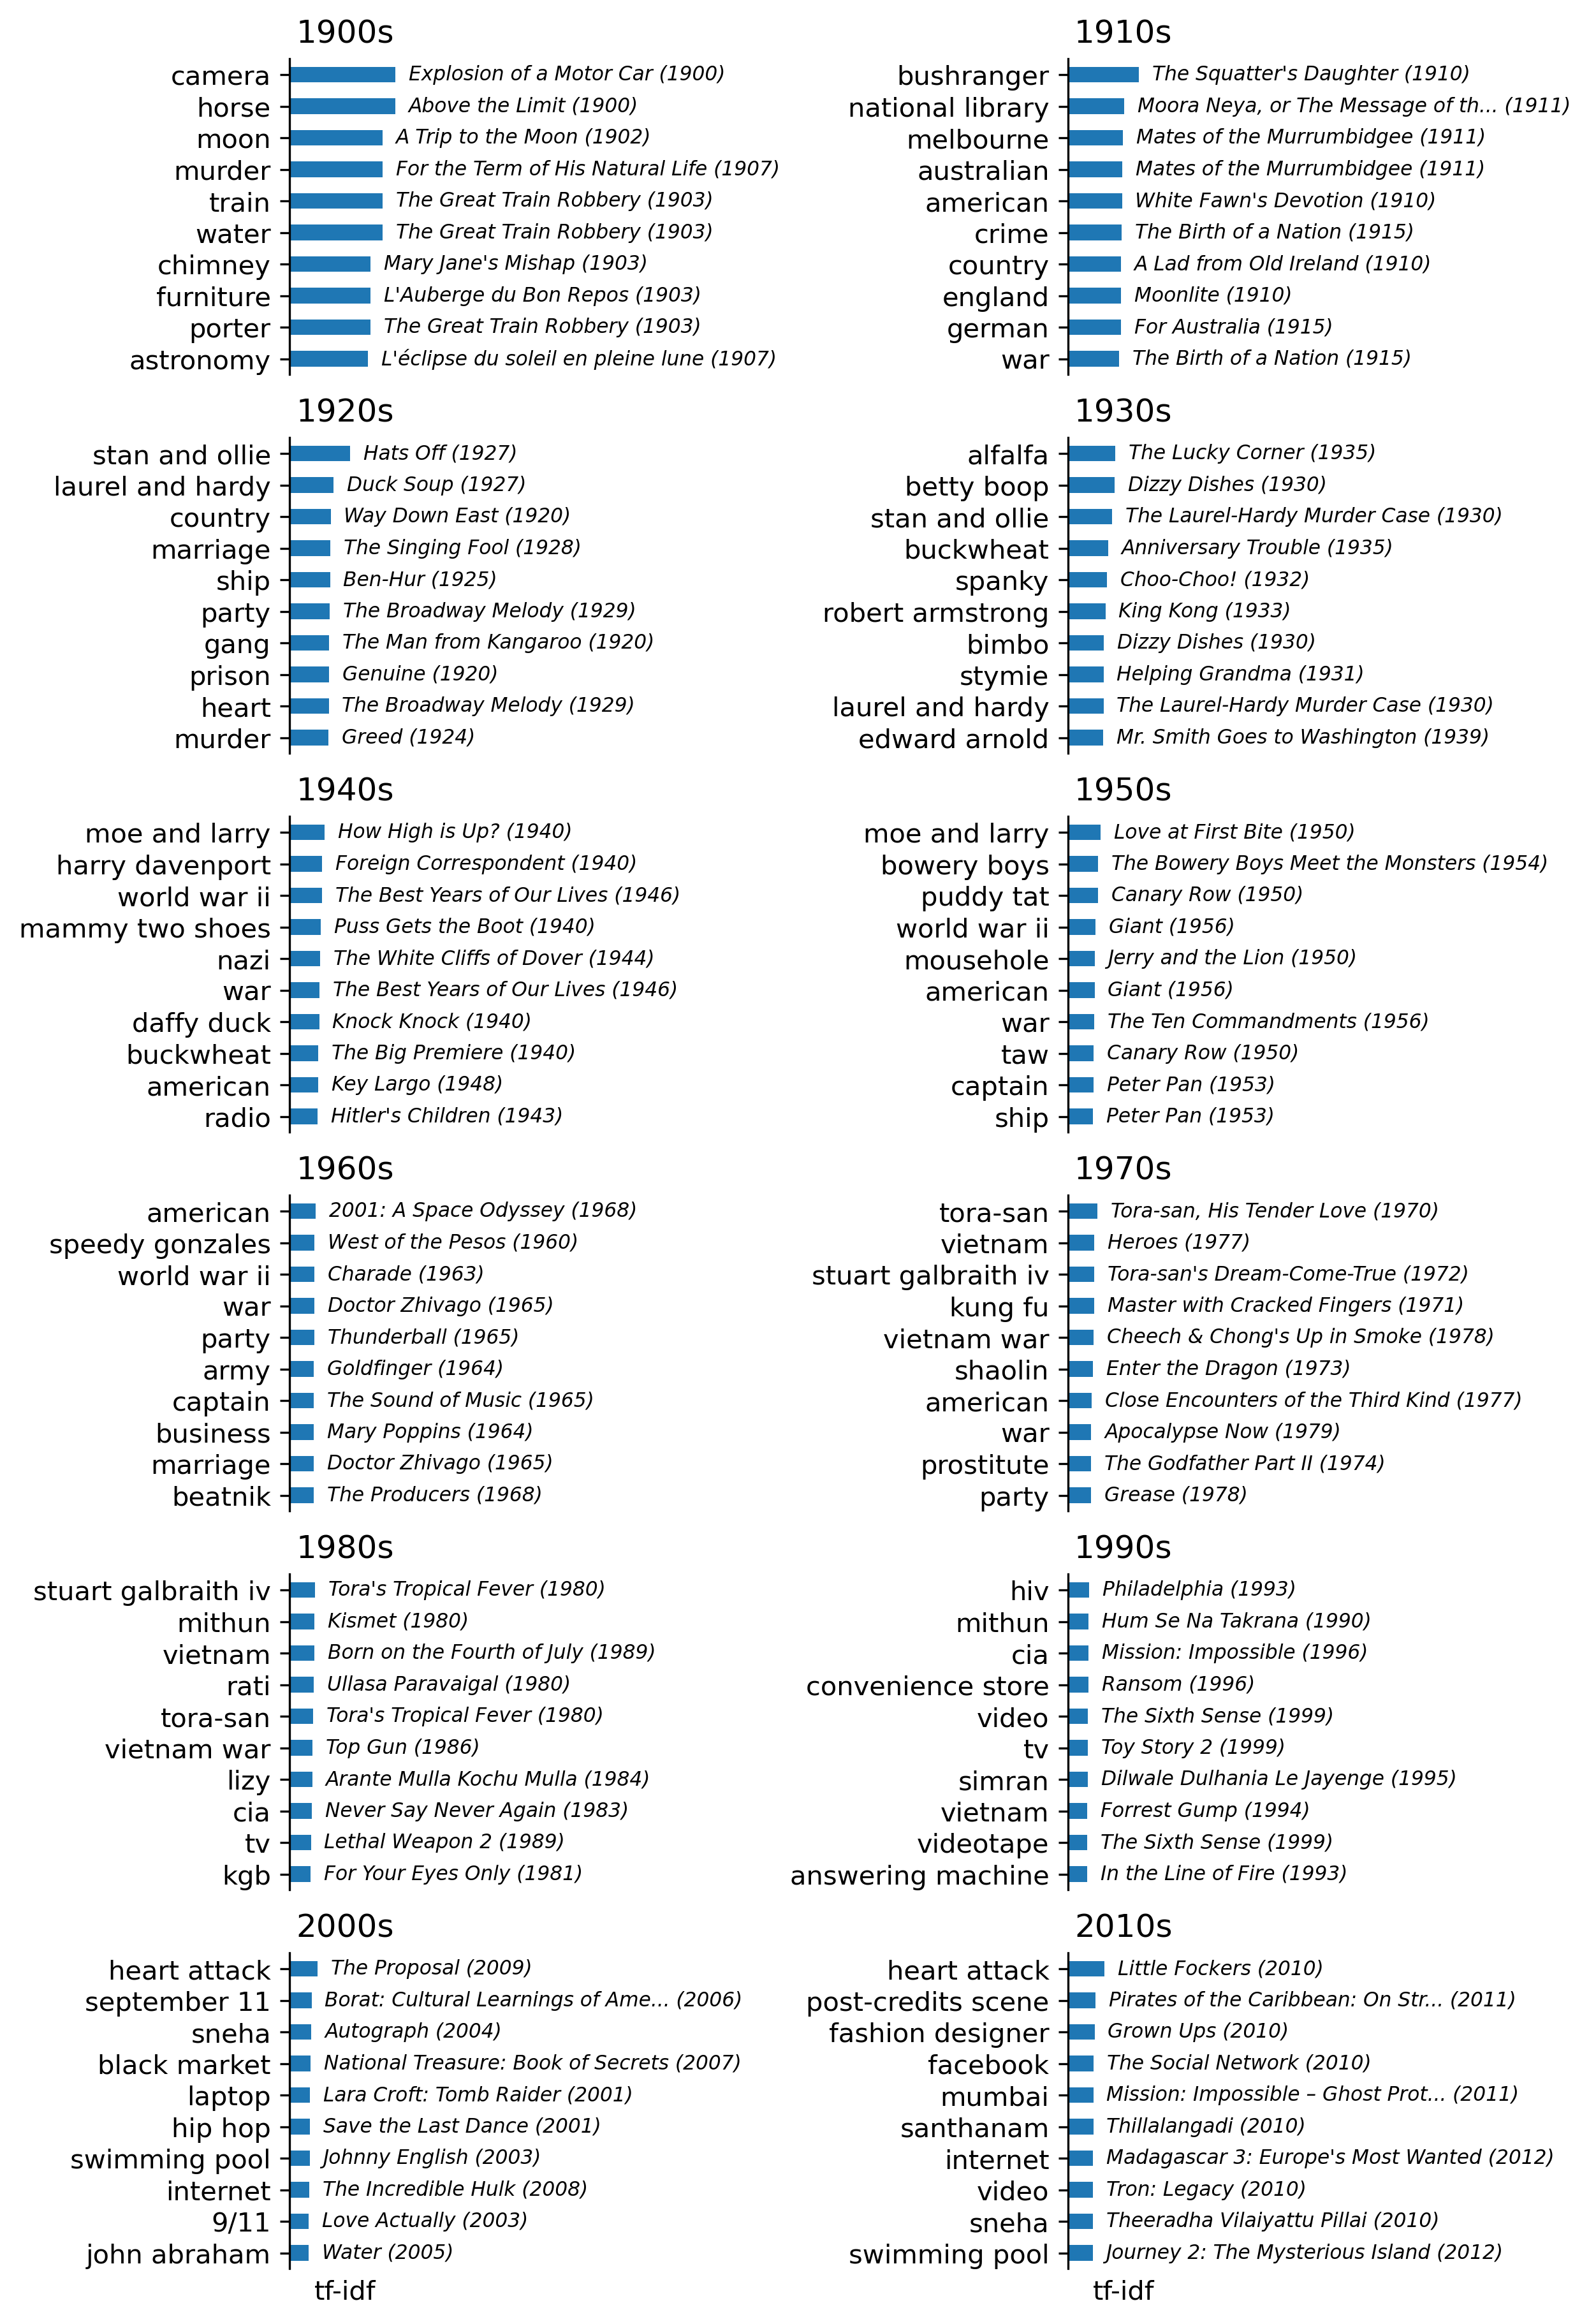 1900s
camera Explosion of a Motor Car (1900)
horse Above the Limit (1900)
moon A Trip to the Moon (1902)
murder For the Term of His Natural Life (1907)
train The Great Train Robbery (1903)
water The Great Train Robbery (1903)
chimney Mary Jane's Mishap (1903)
furniture L'Auberge du Bon Repos (1903)
porter The Great Train Robbery (1903)
astronomy L'éclipse du soleil en pleine lune (1907)
1910s
bushranger The Squatter's Daughter (1910)
national library Moora Neya, or The Message of th... (1911)
melbourne Mates of the Murrumbidgee (1911)
australian Mates of the Murrumbidgee (1911)
american White Fawn's Devotion (1910)
crime The Birth of a Nation (1915)
country A Lad from Old Ireland (1910)
england Moonlite (1910)
german For Australia (1915)
war The Birth of a Nation (1915)
1920s
stan and ollie Hats Off (1927)
laurel and hardy Duck Soup (1927)
country Way Down East (1920)
marriage The Singing Fool (1928)
ship Ben-Hur (1925)
party The Broadway Melody (1929)
gang The Man from Kangaroo (1920)
prison Genuine (1920)
heart The Broadway Melody (1929)
murder Greed (1924)
1930s
alfalfa The Lucky Corner (1935)
betty boop Dizzy Dishes (1930)
stan and ollie The Laurel-Hardy Murder Case (1930)
buckwheat Anniversary Trouble (1935)
spanky Choo-Choo! (1932)
robert armstrong King Kong (1933)
bimbo Dizzy Dishes (1930)
stymie Helping Grandma (1931)
laurel and hardy The Laurel-Hardy Murder Case (1930)
edward arnold Mr. Smith Goes to Washington (1939)
1940s
moe and larry How High is Up? (1940)
harry davenport Foreign Correspondent (1940)
world war ii The Best Years of Our Lives (1946)
mammy two shoes Puss Gets the Boot (1940)
nazi The White Cliffs of Dover (1944)
war The Best Years of Our Lives (1946)
daffy duck Knock Knock (1940)
buckwheat The Big Premiere (1940)
american Key Largo (1948)
radio Hitler's Children (1943)
1950s
moe and larry Love at First Bite (1950)
bowery boys The Bowery Boys Meet the Monsters (1954)
puddy tat Canary Row (1950)
world war ii Giant (1956)
mousehole Jerry and the Lion (1950)
american Giant (1956)
war The Ten Commandments (1956)
taw Canary Row (1950)
captain Peter Pan (1953)
ship Peter Pan (1953)
1960s
american 2001: A Space Odyssey (1968)
speedy gonzales West of the Pesos (1960)
world war ii Charade (1963)
war Doctor Zhivago (1965)
party Thunderball (1965)
army Goldfinger (1964)
captain The Sound of Music (1965)
business Mary Poppins (1964)
marriage Doctor Zhivago (1965)
beatnik The Producers (1968)
1970s
tora-san Tora-san, His Tender Love (1970)
vietnam Heroes (1977)
stuart galbraith iv Tora-san's Dream-Come-True (1972)
kung fu Master with Cracked Fingers (1971)
vietnam war Cheech & Chong's Up in Smoke (1978)
shaolin Enter the Dragon (1973)
american Close Encounters of the Third Kind (1977)
war Apocalypse Now (1979)
prostitute The Godfather Part II (1974)
party Grease (1978)
1980s
stuart galbraith iv Tora's Tropical Fever (1980)
mithun Kismet (1980)
vietnam Born on the Fourth of July (1989)
rati Ullasa Paravaigal (1980)
tora-san Tora's Tropical Fever (1980)
vietnam war Top Gun (1986)
lizy Arante Mulla Kochu Mulla (1984)
cia Never Say Never Again (1983)
tv Lethal Weapon 2 (1989)
kgb For Your Eyes Only (1981)
1990s
hiv Philadelphia (1993)
mithun Hum Se Na Takrana (1990)
cia Mission: Impossible (1996)
convenience store Ransom (1996)
video The Sixth Sense (1999)
tv Toy Story 2 (1999)
simran Dilwale Dulhania Le Jayenge (1995)
vietnam Forrest Gump (1994)
videotape The Sixth Sense (1999)
answering machine In the Line of Fire (1993)
2000s
heart attack The Proposal (2009)
september 11 Borat: Cultural Learnings of Ame... (2006)
sneha Autograph (2004)
black market National Treasure: Book of Secrets (2007)
laptop Lara Croft: Tomb Raider (2001)
hip hop Save the Last Dance (2001)
swimming pool Johnny English (2003)
internet The Incredible Hulk (2008)
9/11 Love Actually (2003)
john abraham Water (2005)
tf-idf
2010s
heart attack Little Fockers (2010)
post-credits scene Pirates of the Caribbean: On Str... (2011)
fashion designer Grown Ups (2010)
facebook The Social Network (2010)
mumbai Mission: Impossible – Ghost Prot... (2011)
santhanam Thillalangadi (2010)
internet Madagascar 3: Europe's Most Wanted (2012)
video Tron: Legacy (2010)
sneha Theeradha Vilaiyattu Pillai (2010)
swimming pool Journey 2: The Mysterious Island (2012)
tf-idf